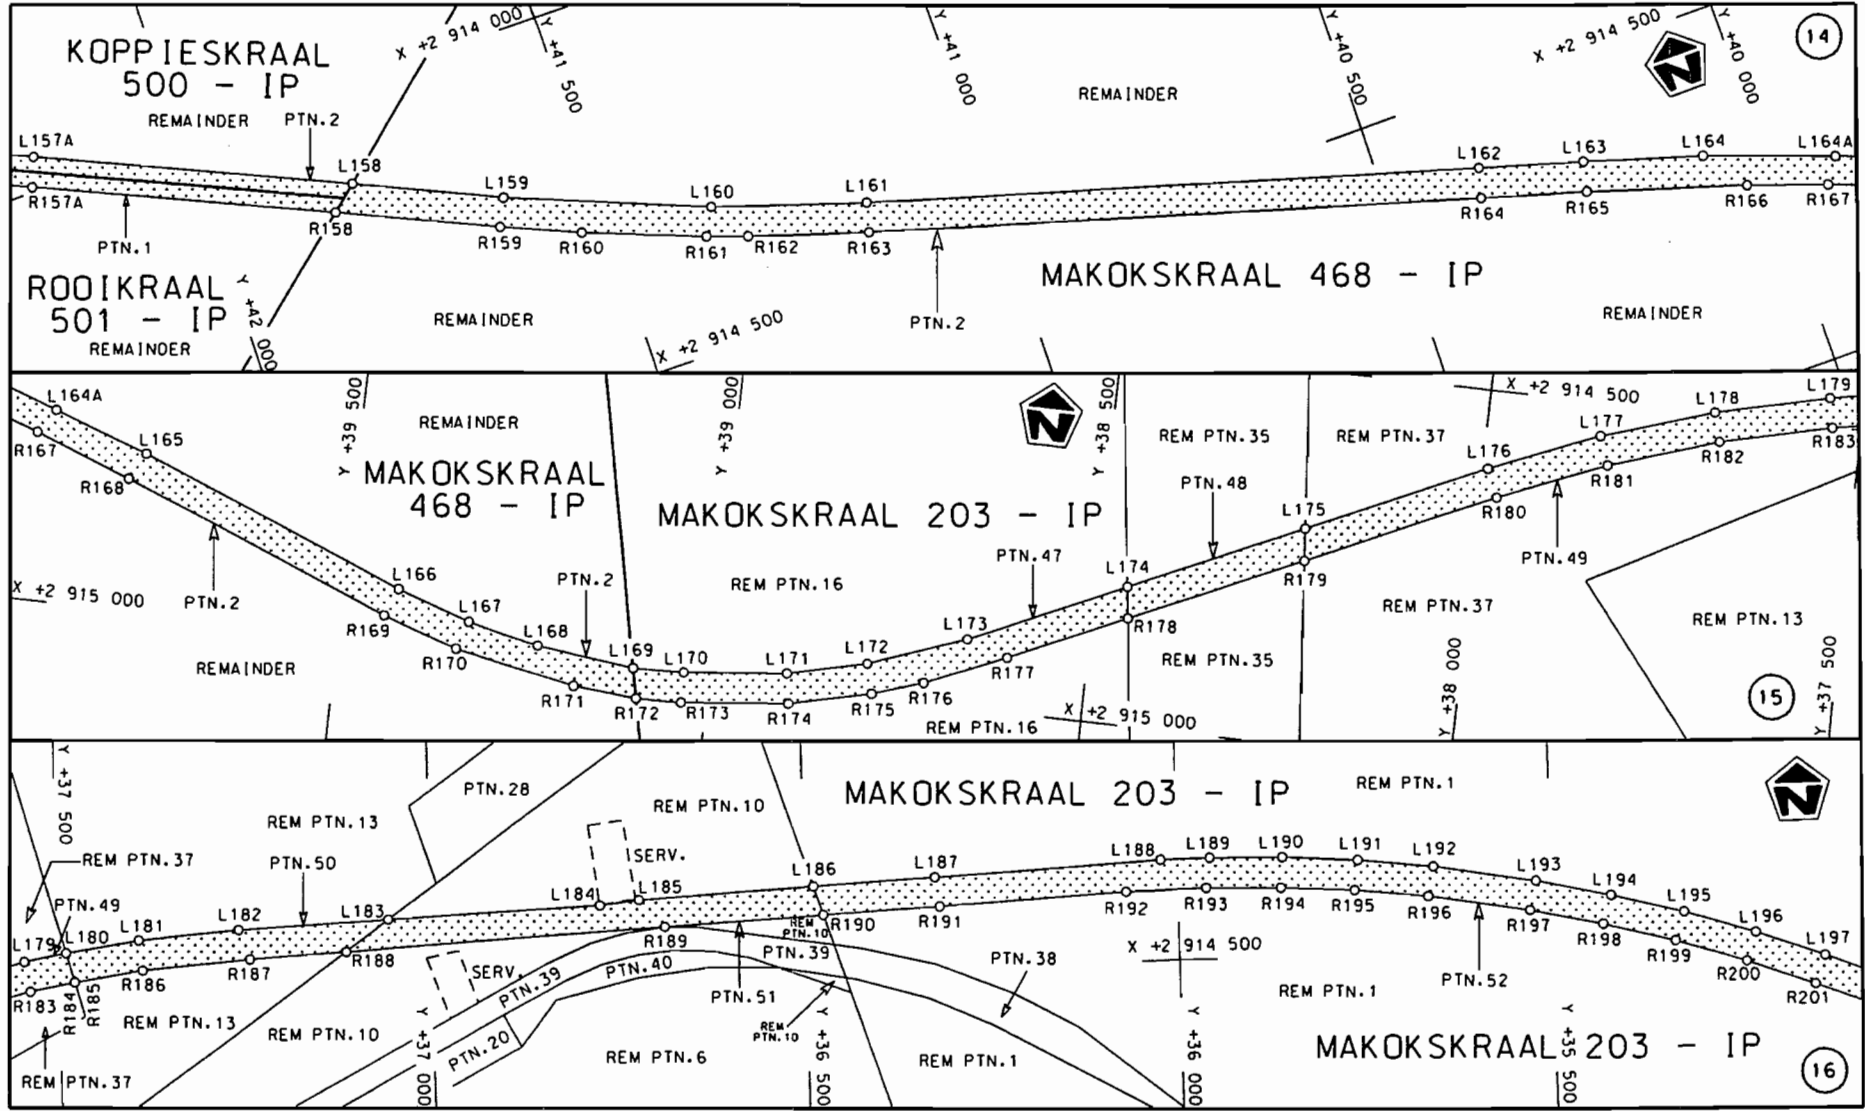 KOPPIESKRAAL
500 - IP
REMAINDER
PTN.2
X +2 914 000
Y +41 500
Y +41 000
REMAINDER
Y +40 500
X +2 914 500
Y +40 000
N
14
L157A
L158
L159
L160
L161
L162
L163
L164
L164A
R157A
R158
R159
R160
R161
R162
R163
R164
R165
R166
R167
PTN.1
ROOIKRAAL
501 - IP
REMAINDER
Y +42 000
REMAINDER
X +2 914 500
PTN.2
MAKOKSKRAAL 468 - IP
REMAINDER
L164A
R167
L165
R168
Y +39 500
REMAINDER
MAKOKSKRAAL
468 - IP
Y +39 000
N
MAKOKSKRAAL 203 - IP
Y +38 500
REM PTN.35
PTN.48
REM PTN.37
X +2 914 500
L166
L167
L168
L169
L170
L171
L172
L173
L174
L175
L176
L177
L178
L179
R169
R170
R171
R172
R173
R174
R175
R176
R177
R178
R179
R180
R181
R182
R183
X +2 915 000
PTN.2
REMAINDER
PTN.2
REM PTN.16
PTN.47
REM PTN.16
X +2 915 000
REM PTN.35
REM PTN.37
PTN.49
Y +38 000
REM PTN.13
Y +37 500
15
Y +37 500
REM PTN.37
PTN.49
REM PTN.13
PTN.50
PTN.28
REM PTN.10
SERV.
MAKOKSKRAAL 203 - IP
REM PTN.1
N
L179
L180
L181
L182
L183
L184
L185
L186
L187
L188
L189
L190
L191
L192
L193
L194
L195
L196
L197
R183
R184
R185
R186
R187
R188
R189
R190
R191
R192
R193
R194
R195
R196
R197
R198
R199
R200
R201
REM PTN.37
REM PTN.13
REM PTN.10
SERV.
PTN.39
PTN.40
PTN.20
Y +37 000
REM PTN.6
PTN.51
REM
PTN.10
PTN.39
REM
PTN.10
Y +36 500
PTN.38
REM PTN.1
X +2 914 500
Y +36 000
REM PTN.1
PTN.52
Y +35 500
MAKOKSKRAAL 203 - IP
16